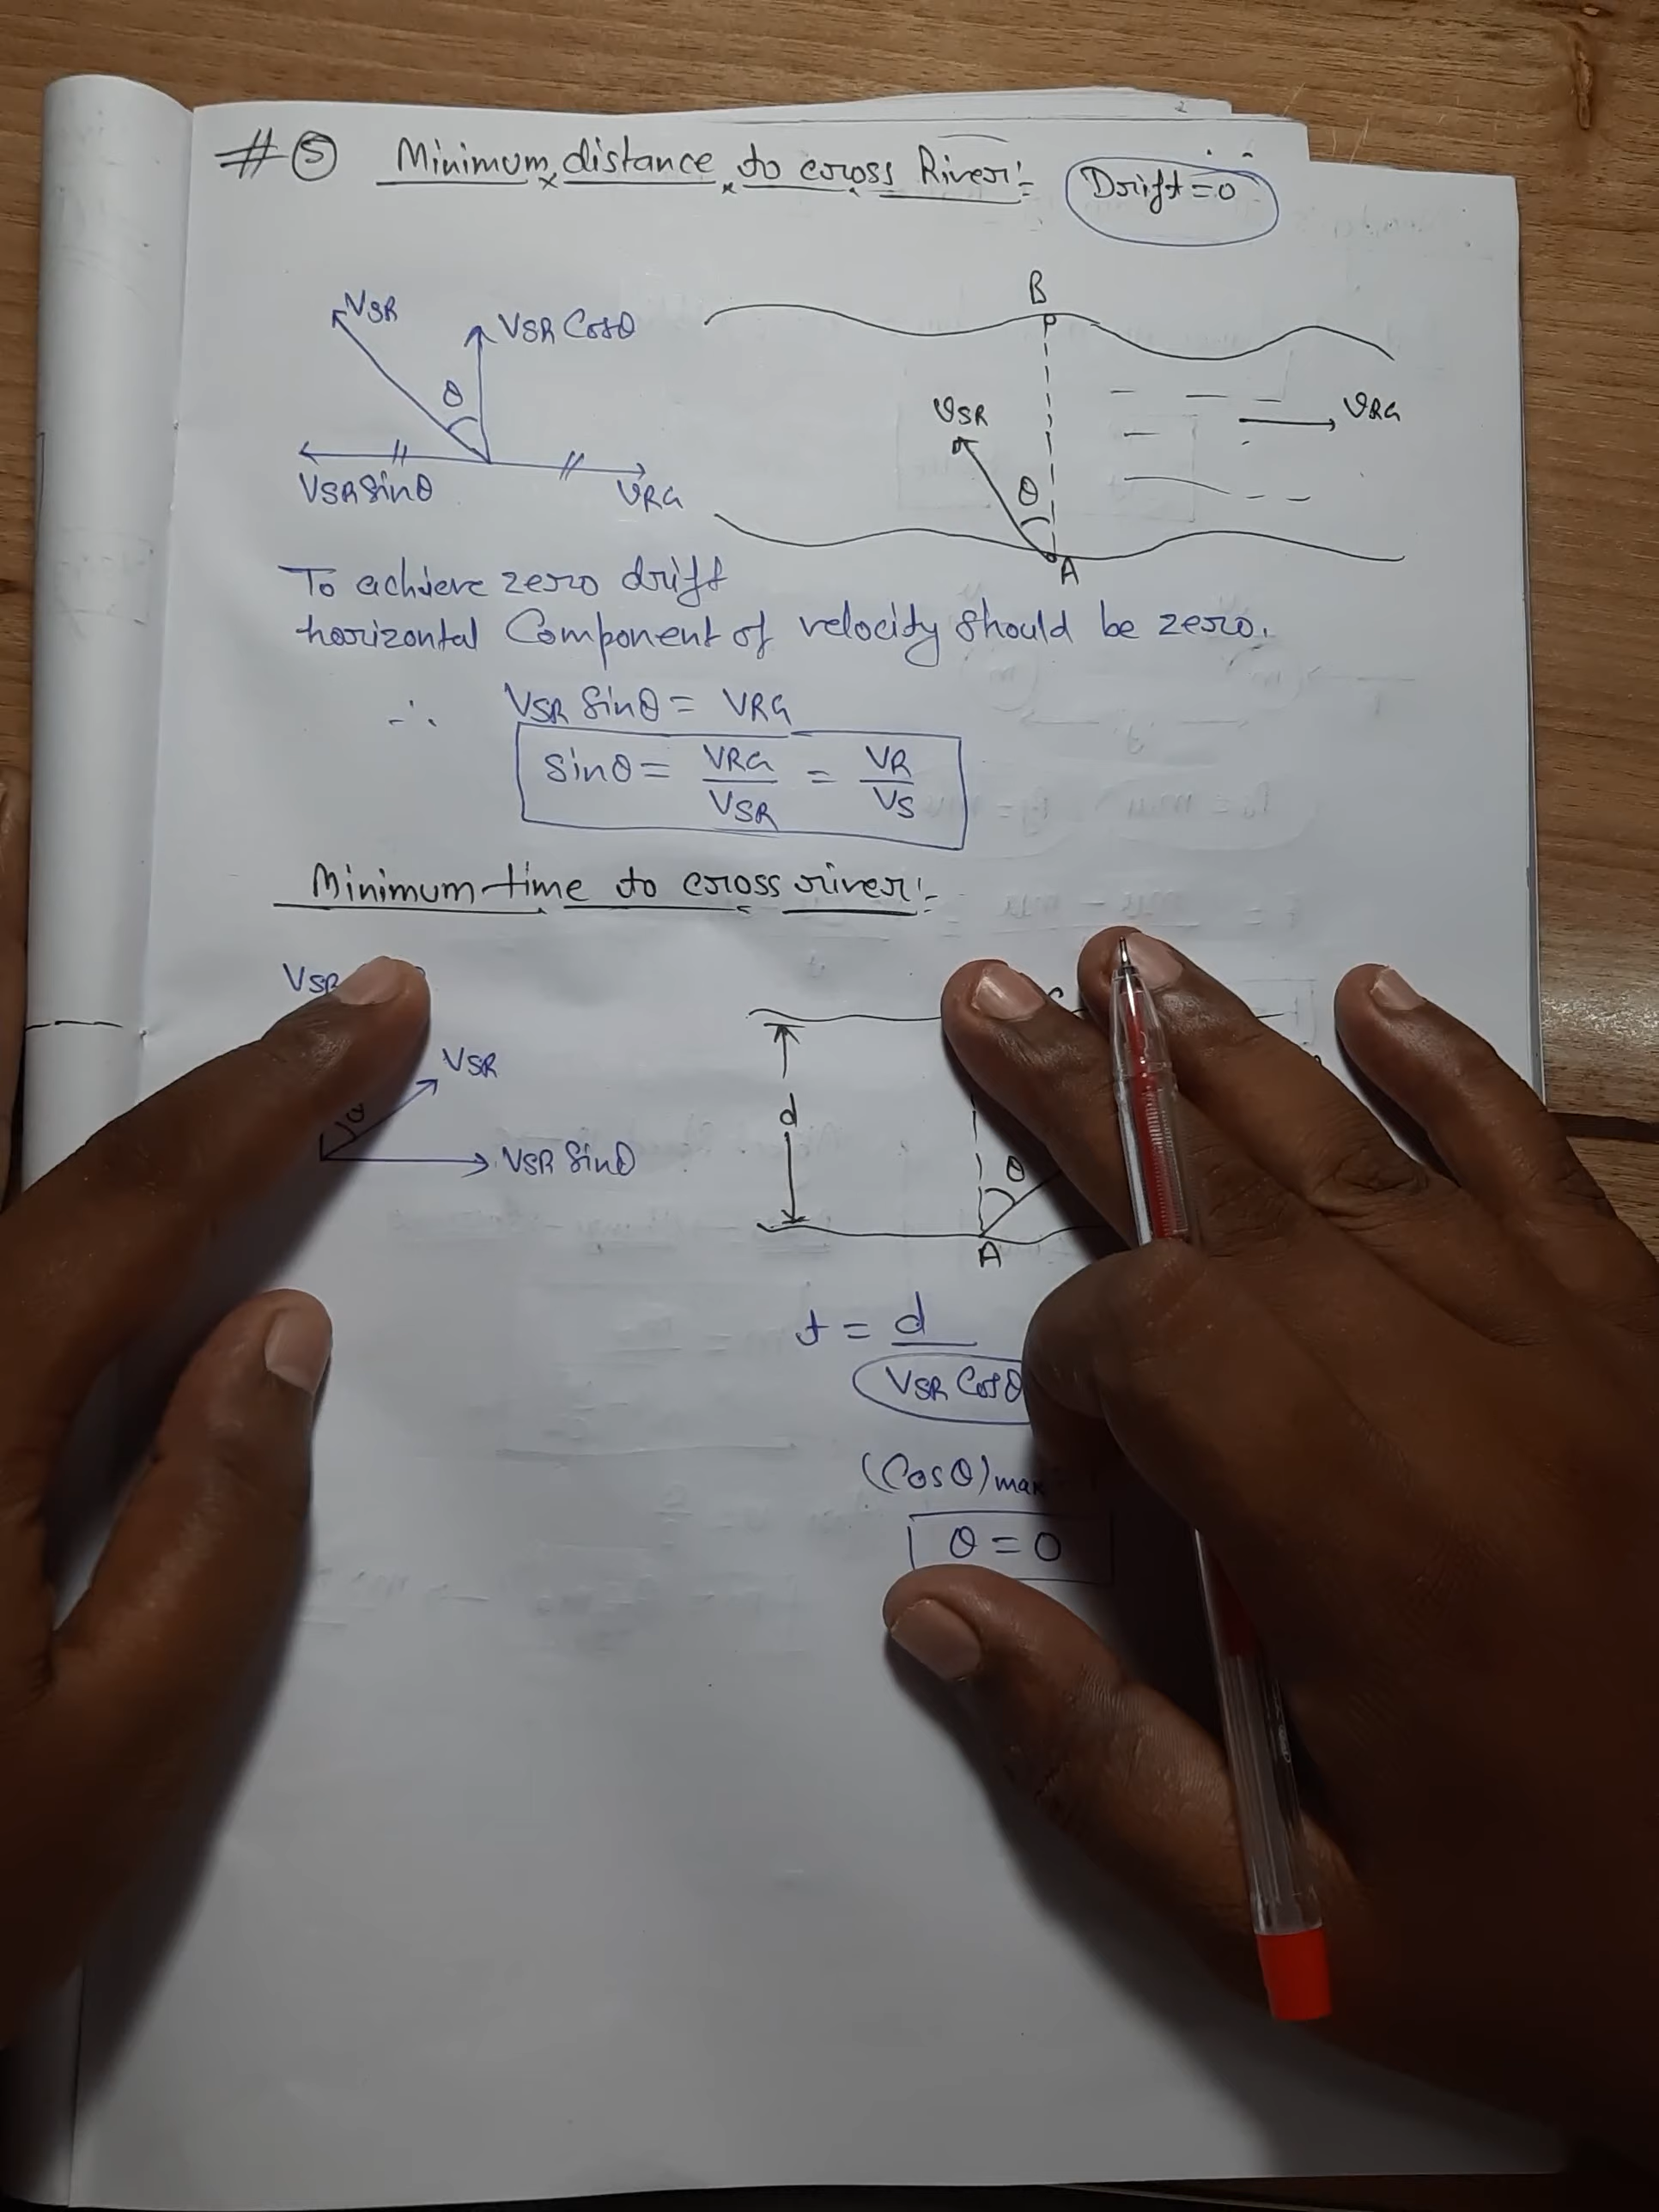 # ⑤ Minimum distance to cross River :- Drift = 0
VSR
VSR Cosθ
θ
VSR Sinθ
VRG
B
P
VSR
VRG
θ
A
To achieve zero drift
horizontal Component of velocity should be zero.
∴ VSR Sinθ = VRG
Sinθ = VRG / VSR = VR / VS
Minimum time to cross river :-
VSR
VSR
θ
VSR Sinθ
d
θ
A
t = d / VSR Cosθ
(Cosθ)max
θ = 0